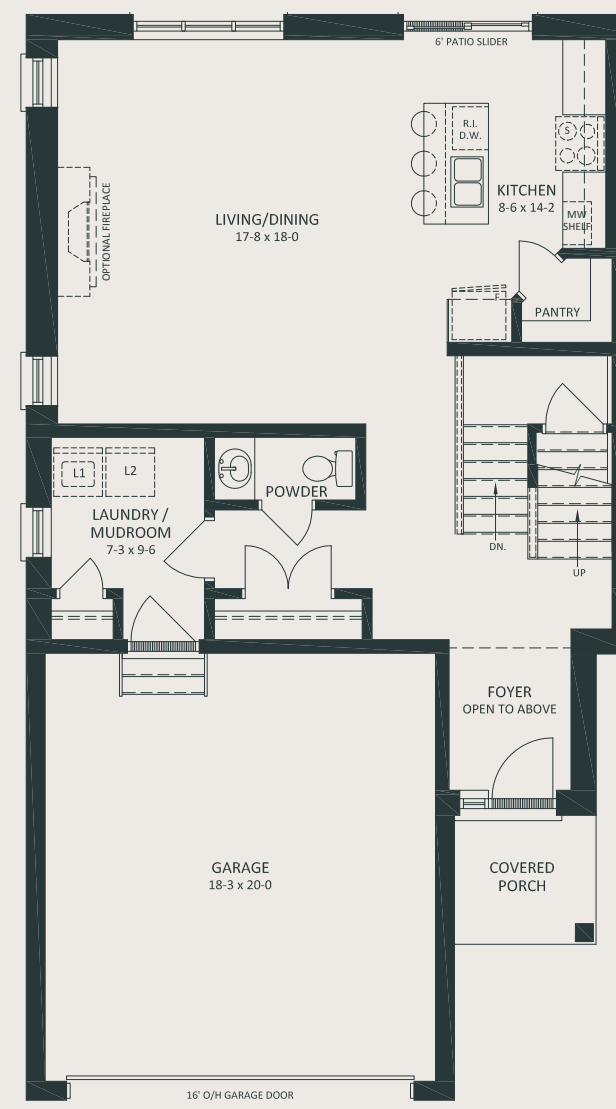 6' PATIO SLIDER
R.I.
D.W.
S
KITCHEN
8-6 x 14-2
MW
SHELF
LIVING/DINING
17-8 x 18-0
OPTIONAL FIREPLACE
F
PANTRY
L1
L2
POWDER
LAUNDRY /
MUDROOM
7-3 x 9-6
DN.
UP
FOYER
OPEN TO ABOVE
GARAGE
18-3 x 20-0
COVERED
PORCH
16' O/H GARAGE DOOR